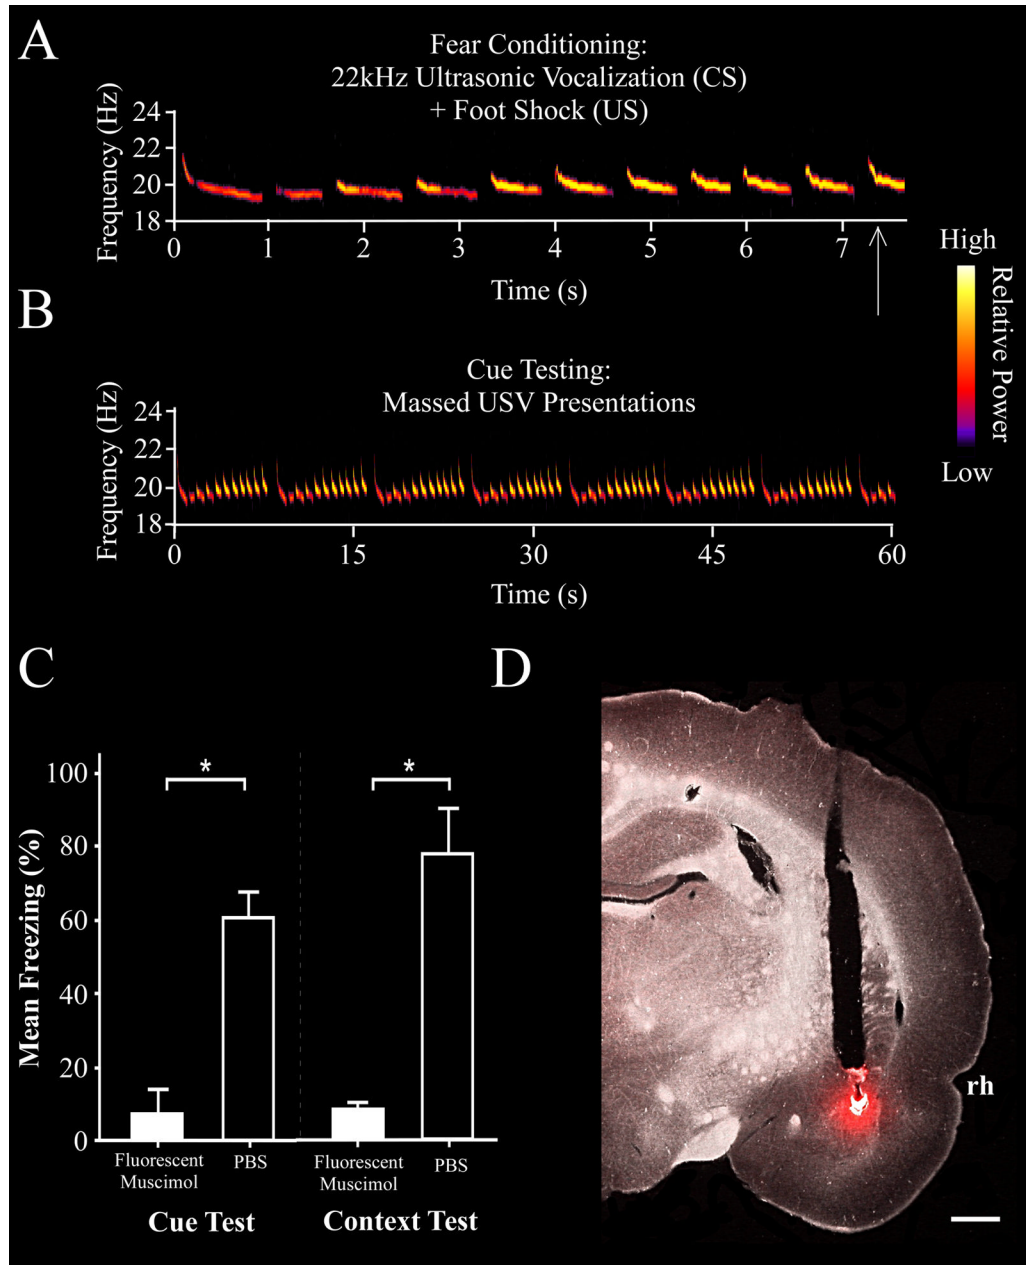 A
Fear Conditioning:
22kHz Ultrasonic Vocalization (CS)
+ Foot Shock (US)
Frequency (Hz)
24
22
20
18
0 1 2 3 4 5 6 7
Time (s)
High
Relative Power
Low
B
Cue Testing:
Massed USV Presentations
Frequency (Hz)
24
22
20
18
0 15 30 45 60
Time (s)
C
Mean Freezing (%)
100
80
60
40
20
0
* *
Fluorescent
Muscimol
PBS
Fluorescent
Muscimol
PBS
Cue Test
Context Test
D
rh